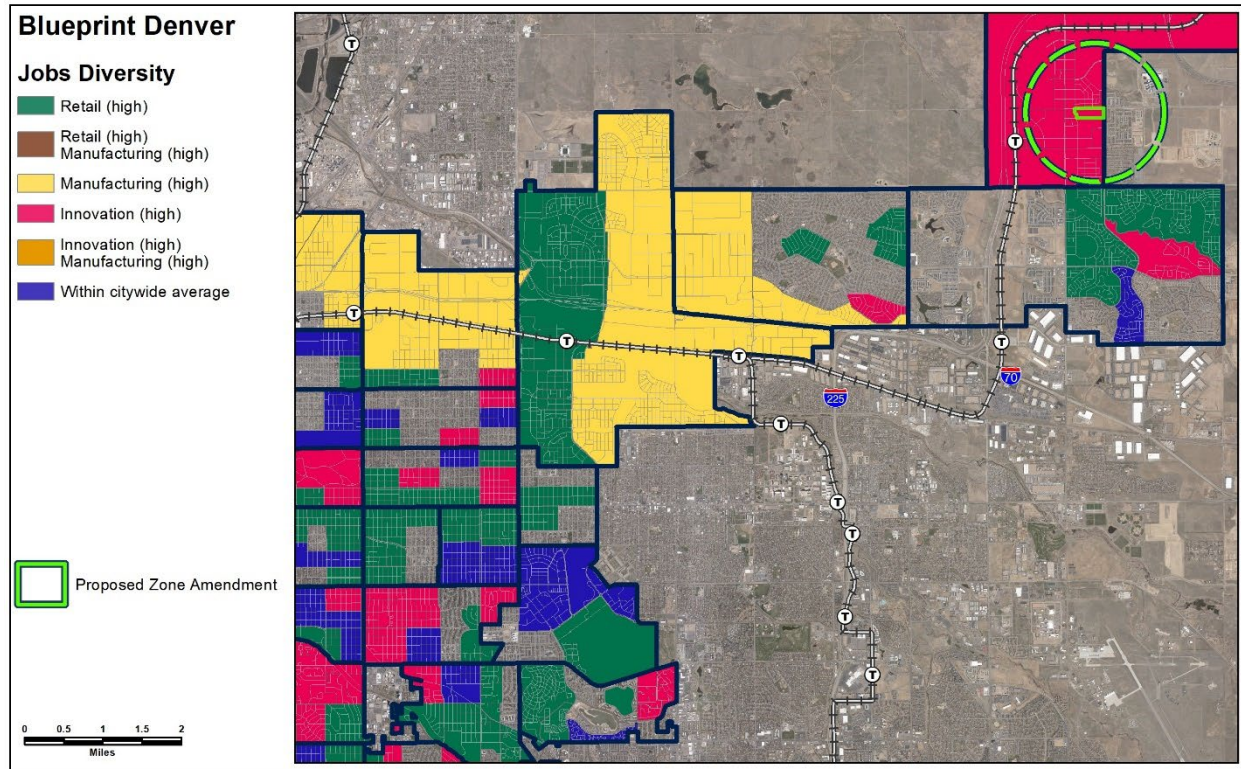 Blueprint Denver
Jobs Diversity
Retail (high)
Retail (high)
Manufacturing (high)
Manufacturing (high)
Innovation (high)
Innovation (high)
Manufacturing (high)
Within citywide average
Proposed Zone Amendment
0 0.5 1 1.5 2
Miles
T
T
T
T
T
T
70
225
T
T
T
T
T